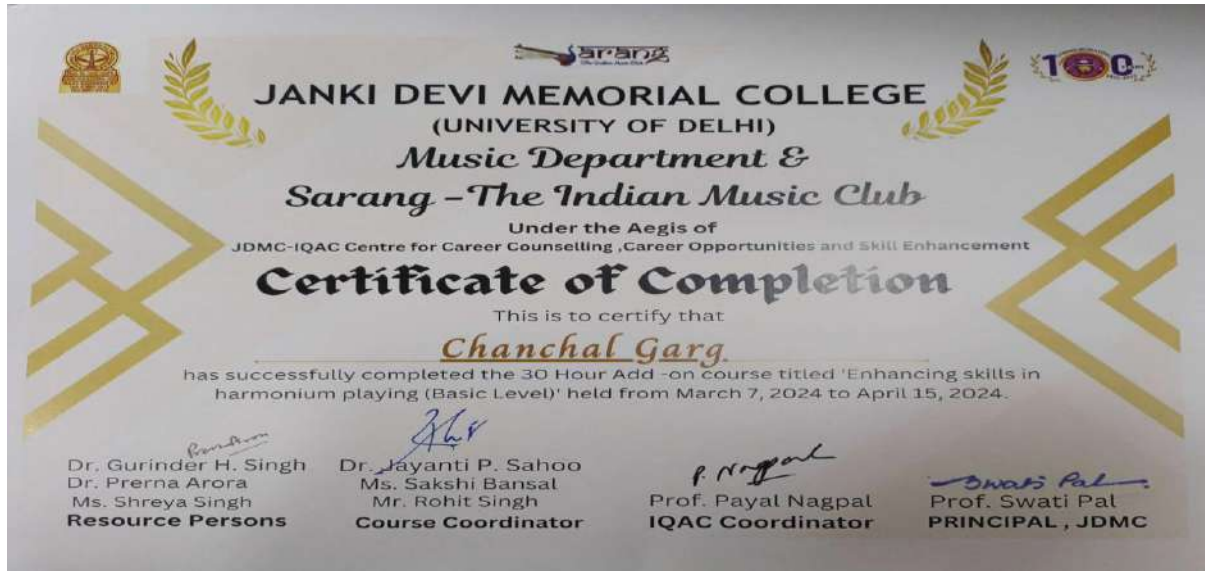 Sarang
The Indian Music Club
100
JANKI DEVI MEMORIAL COLLEGE
(UNIVERSITY OF DELHI)
Music Department &
Sarang -The Indian Music Club
Under the Aegis of
JDMC-IQAC Centre for Career Counselling ,Career Opportunities and Skill Enhancement
Certificate of Completion
This is to certify that
Chanchal Garg
has successfully completed the 30 Hour Add -on course titled 'Enhancing skills in
harmonium playing (Basic Level)' held from March 7, 2024 to April 15, 2024.
P. Nagpal
Swati Pal
Dr. Gurinder H. Singh
Dr. Prerna Arora
Ms. Shreya Singh
Resource Persons
Dr. Jayanti P. Sahoo
Ms. Sakshi Bansal
Mr. Rohit Singh
Course Coordinator
Prof. Payal Nagpal
IQAC Coordinator
Prof. Swati Pal
PRINCIPAL , JDMC